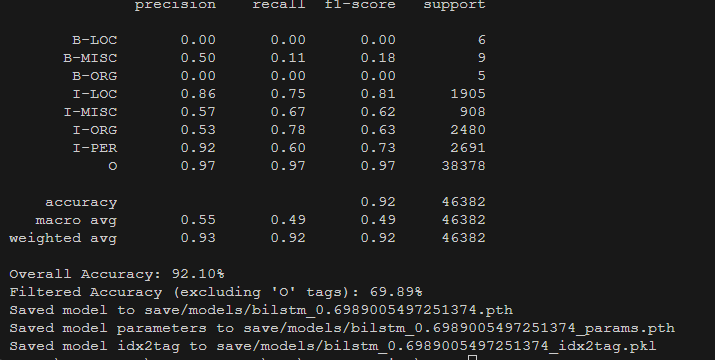 precision recall f1-score support
B-LOC 0.00 0.00 0.00 6
B-MISC 0.50 0.11 0.18 9
B-ORG 0.00 0.00 0.00 5
I-LOC 0.86 0.75 0.81 1905
I-MISC 0.57 0.67 0.62 908
I-ORG 0.53 0.78 0.63 2480
I-PER 0.92 0.60 0.73 2691
O 0.97 0.97 0.97 38378
accuracy 0.92 46382
macro avg 0.55 0.49 0.49 46382
weighted avg 0.93 0.92 0.92 46382
Overall Accuracy: 92.10%
Filtered Accuracy (excluding 'O' tags): 69.89%
Saved model to save/models/bilstm_0.6989005497251374.pth
Saved model parameters to save/models/bilstm_0.6989005497251374_params.pth
Saved model idx2tag to save/models/bilstm_0.6989005497251374_idx2tag.pkl